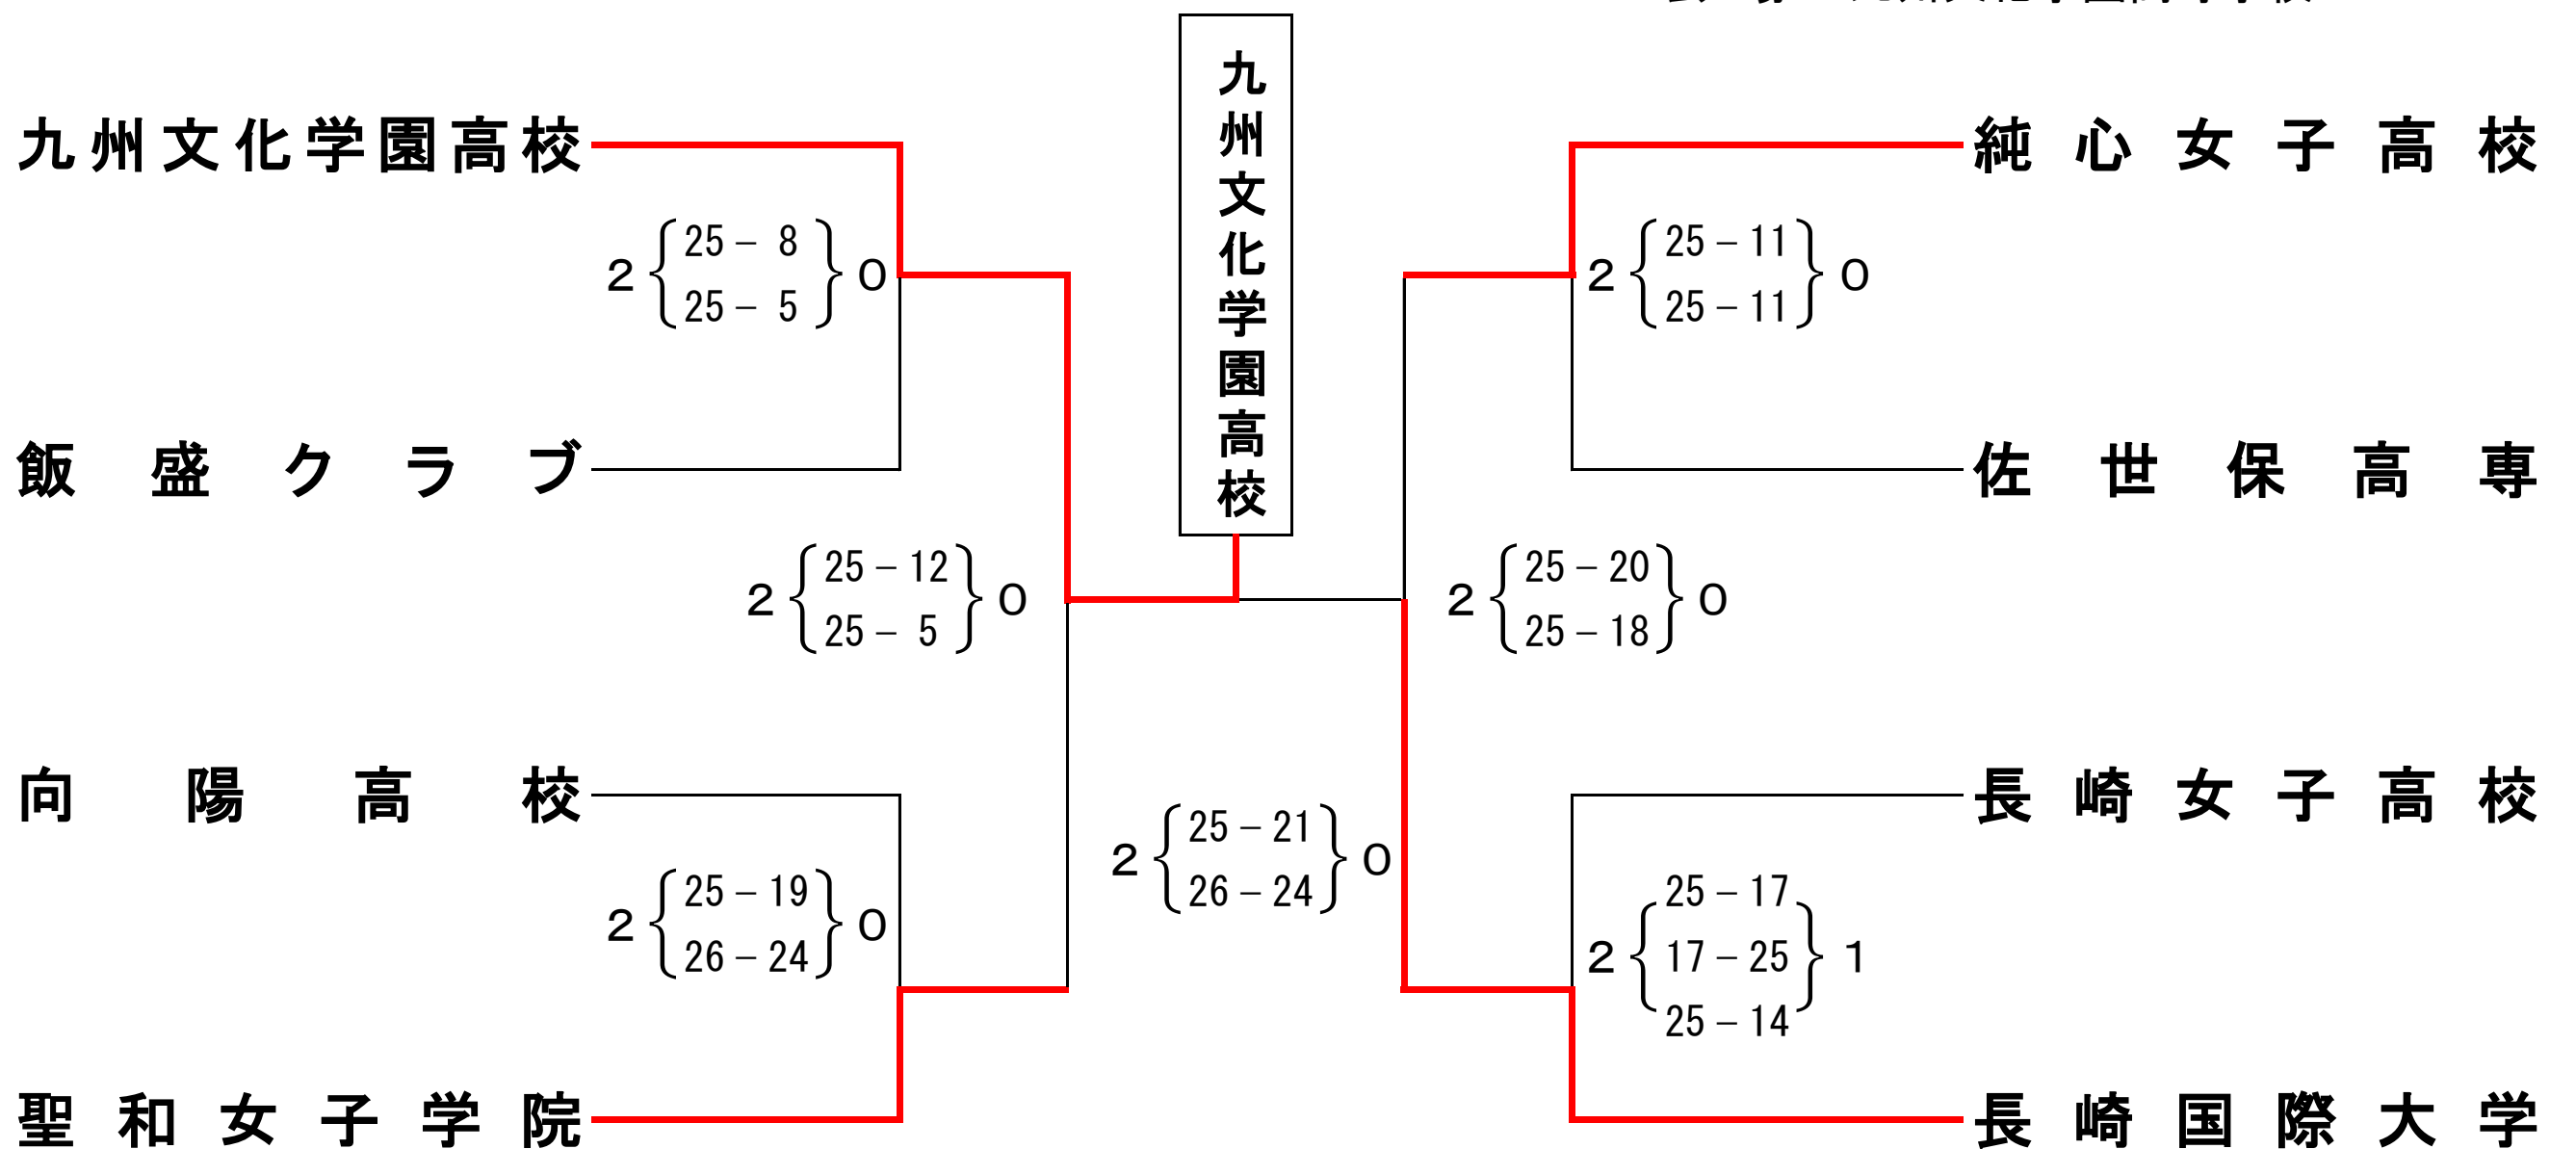 九州文化学園高校
九州文化学園高校
純心女子高校
2 { 25 － 8 } 0
25 － 5
2 { 25 － 11 } 0
25 － 11
飯盛クラブ
佐世保高専
2 { 25 － 12 } 0
25 － 5
2 { 25 － 20 } 0
25 － 18
向陽高校
長崎女子高校
2 { 25 － 21 } 0
26 － 24
2 { 25 － 19 } 0
26 － 24
25 － 17
2 { 17 － 25 } 1
25 － 14
聖和女子学院
長崎国際大学